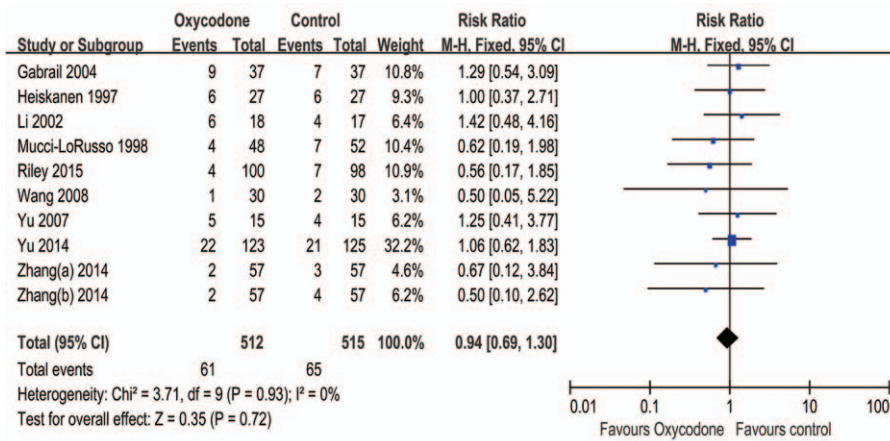 Oxycodone Control Risk Ratio Risk Ratio
Study or Subgroup Events Total Events Total Weight M-H, Fixed, 95% CI M-H, Fixed, 95% CI
Gabrail 2004 9 37 7 37 10.8% 1.29 [0.54, 3.09]
Heiskanen 1997 6 27 6 27 9.3% 1.00 [0.37, 2.71]
Li 2002 6 18 4 17 6.4% 1.42 [0.48, 4.16]
Mucci-LoRusso 1998 4 48 7 52 10.4% 0.62 [0.19, 1.98]
Riley 2015 4 100 7 98 10.9% 0.56 [0.17, 1.85]
Wang 2008 1 30 2 30 3.1% 0.50 [0.05, 5.22]
Yu 2007 5 15 4 15 6.2% 1.25 [0.41, 3.77]
Yu 2014 22 123 21 125 32.2% 1.06 [0.62, 1.83]
Zhang(a) 2014 2 57 3 57 4.6% 0.67 [0.12, 3.84]
Zhang(b) 2014 2 57 4 57 6.2% 0.50 [0.10, 2.62]
Total (95% CI) 512 515 100.0% 0.94 [0.69, 1.30]
Total events 61 65
Heterogeneity: Chi² = 3.71, df = 9 (P = 0.93); I² = 0%
Test for overall effect: Z = 0.35 (P = 0.72)
0.01 0.1 1 10 100
Favours Oxycodone Favours control